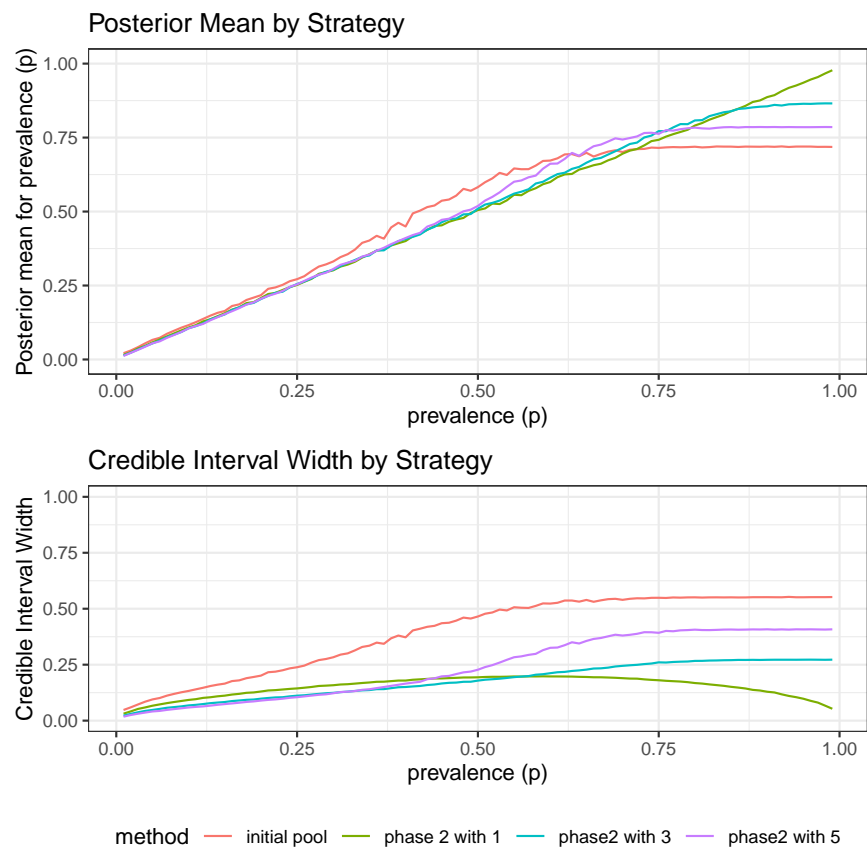 Posterior Mean by Strategy
Posterior mean for prevalence (p)
1.00
0.75
0.50
0.25
0.00
0.00 0.25 0.50 0.75 1.00
prevalence (p)
Credible Interval Width by Strategy
Credible Interval Width
1.00
0.75
0.50
0.25
0.00
0.00 0.25 0.50 0.75 1.00
prevalence (p)
method initial pool phase 2 with 1 phase2 with 3 phase2 with 5